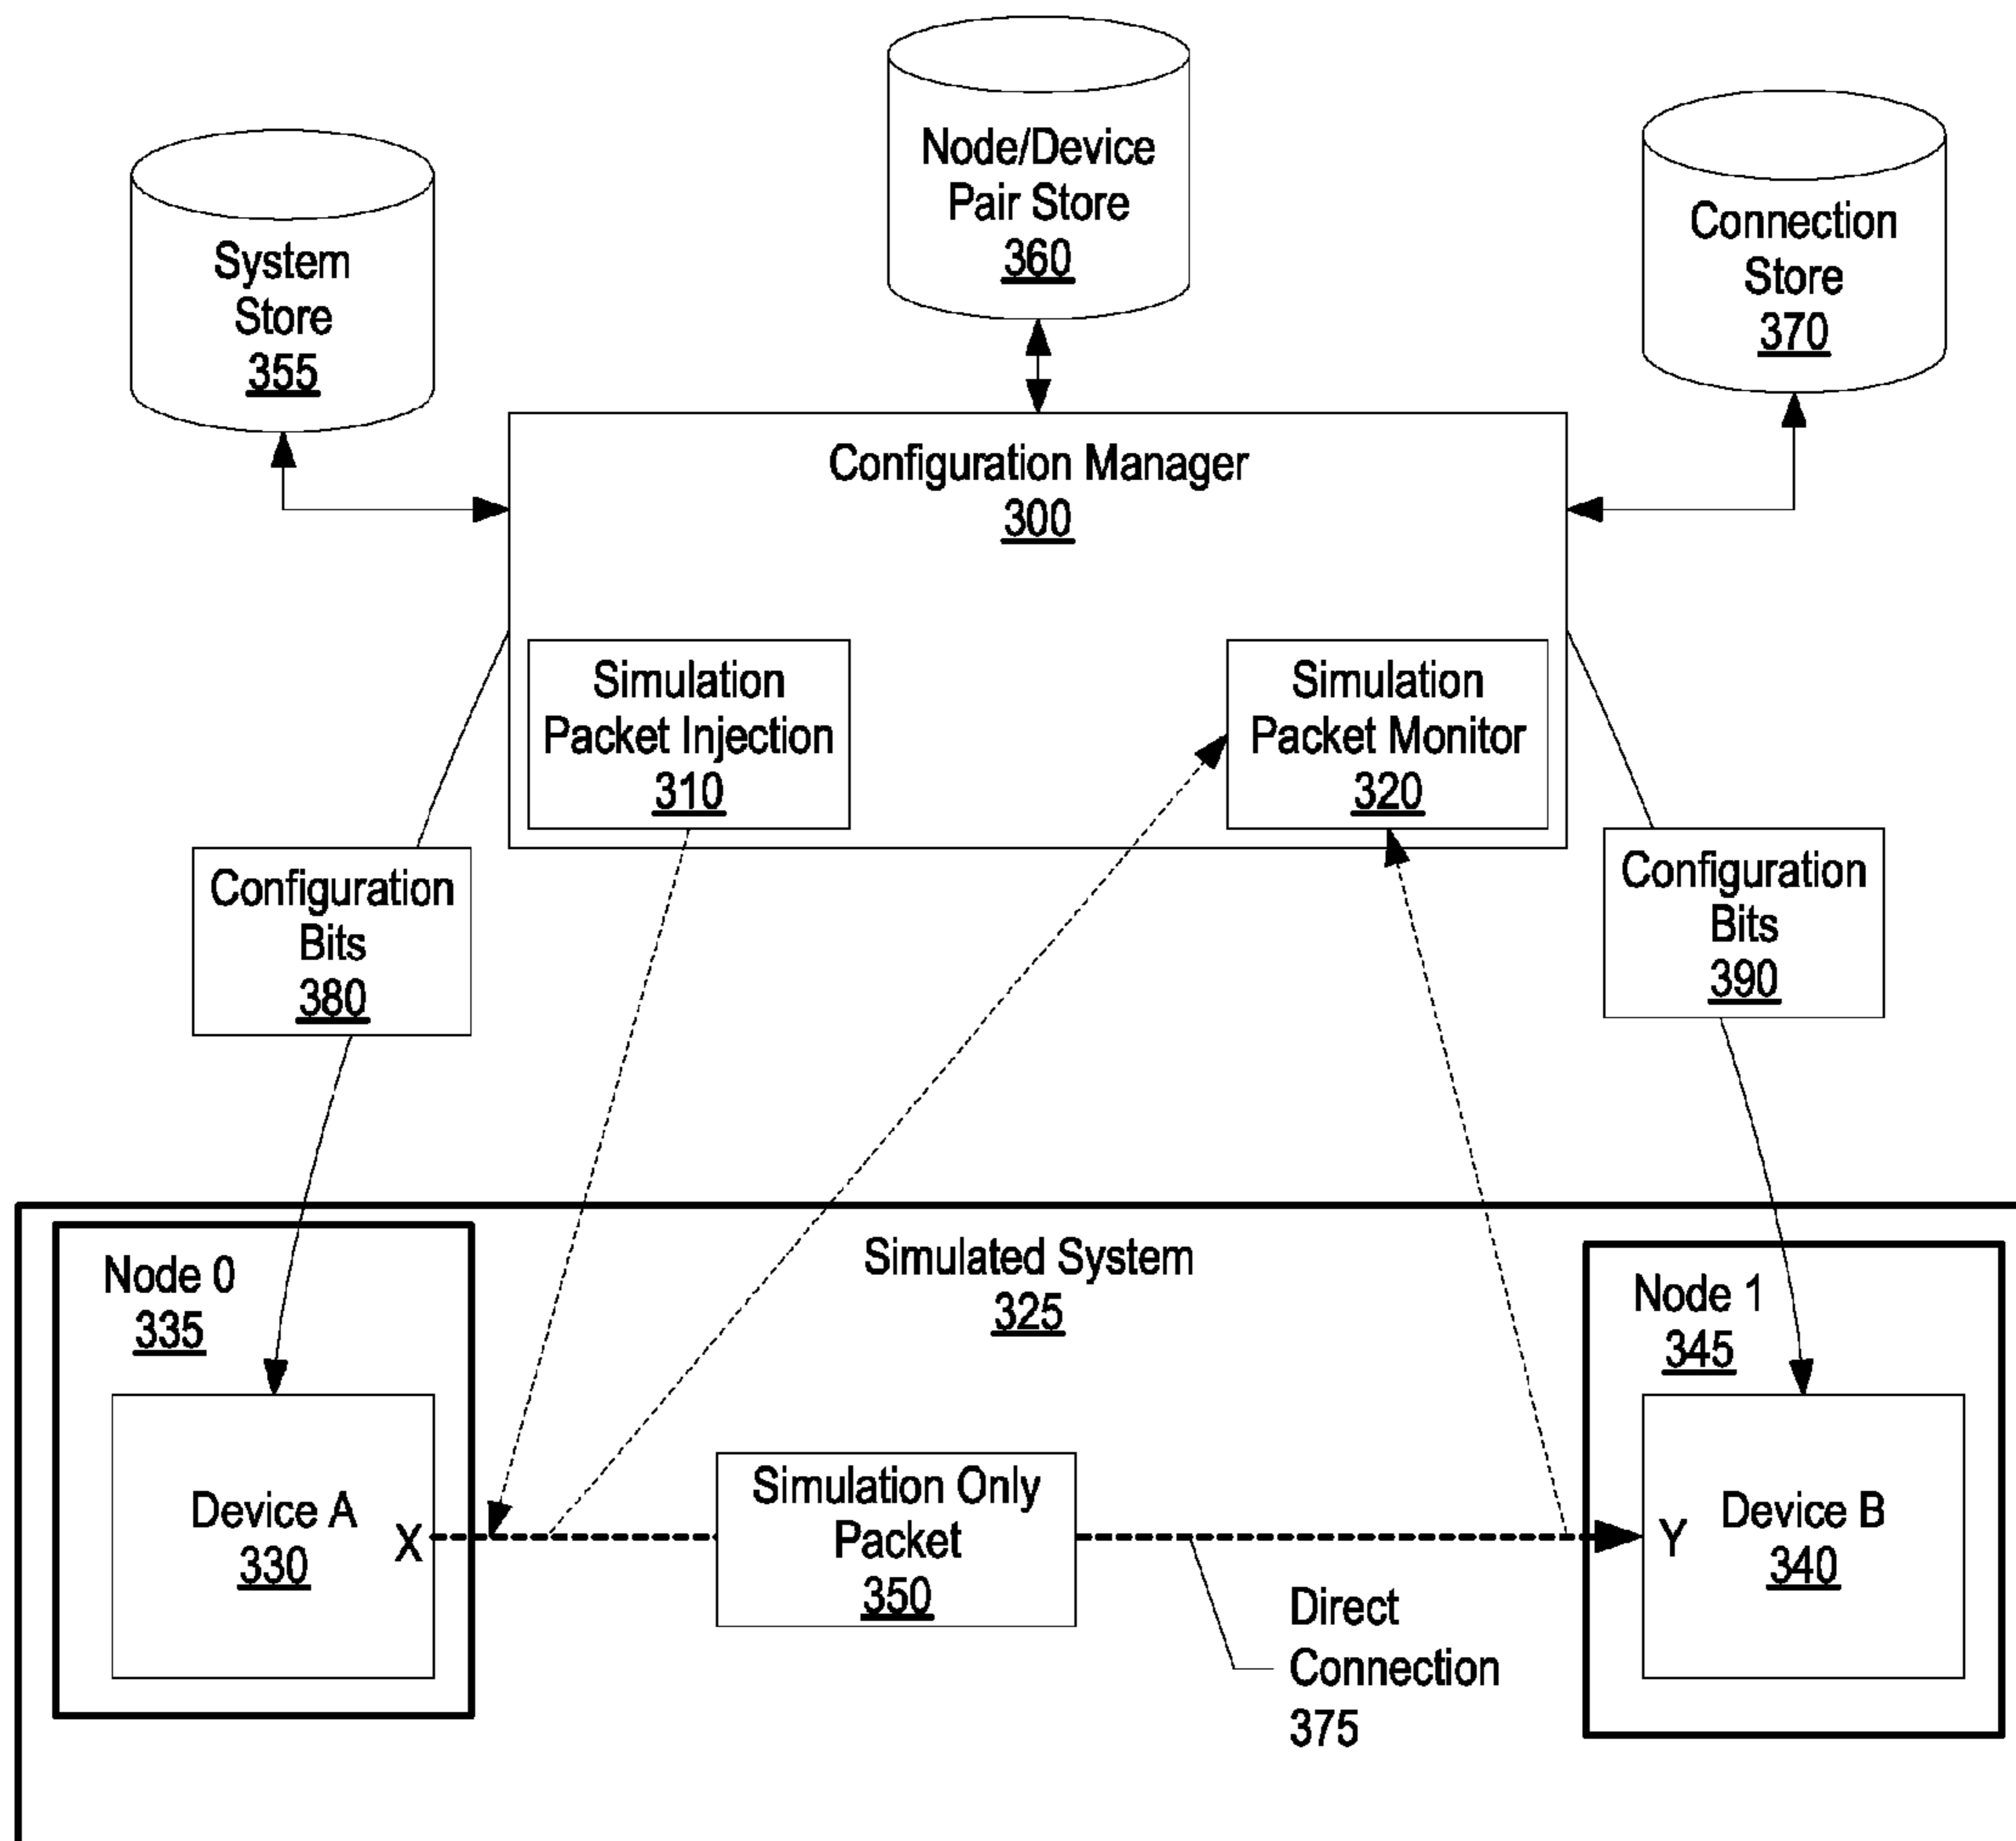 Node/Device
Pair Store
360
System
Store
355
Connection
Store
370
Configuration Manager
300
Simulation
Packet Injection
310
Simulation
Packet Monitor
320
Configuration
Bits
380
Configuration
Bits
390
Simulated System
325
Node 0
335
Node 1
345
Device A
330
X
Simulation Only
Packet
350
Y
Device B
340
Direct
Connection
375